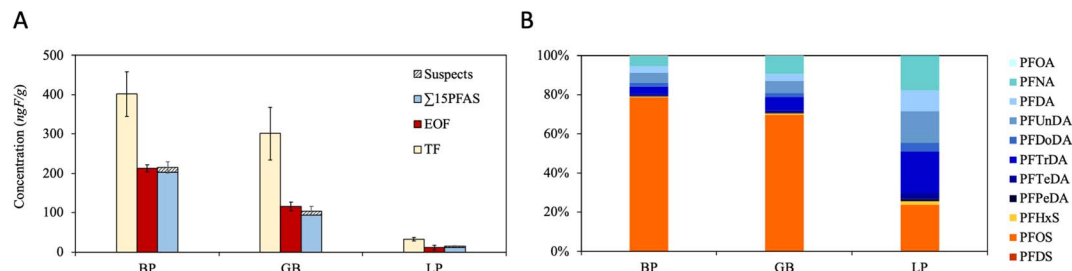 A
B
Concentration (ngF/g)
500
400
300
200
100
0
Suspects
∑15PFAS
EOF
TF
BP
GB
LP
100%
80%
60%
40%
20%
0%
BP
GB
LP
PFOA
PFNA
PFDA
PFUnDA
PFDoDA
PFTrDA
PFTeDA
PFPeDA
PFHxS
PFOS
PFDS